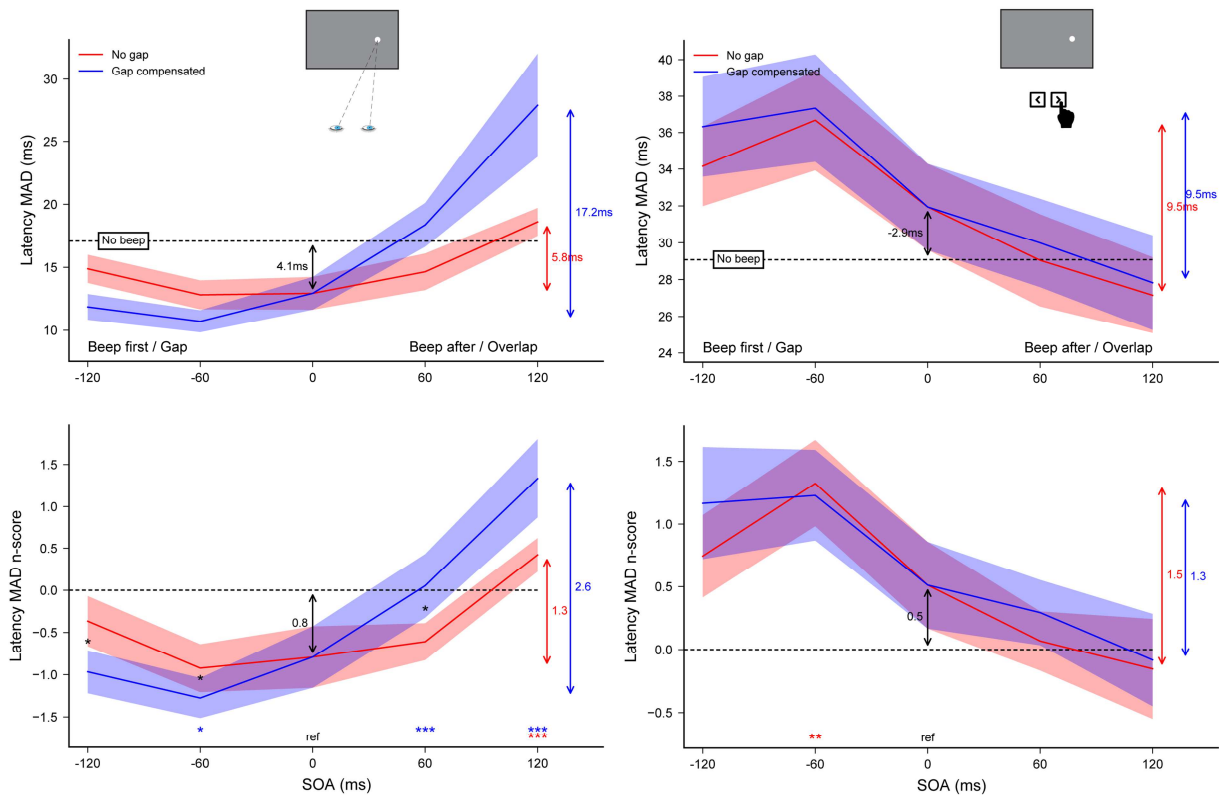 No gap
Gap compensated
Latency MAD (ms)
30
25
20
15
10
No beep
4.1ms
17.2ms
5.8ms
Beep first / Gap
Beep after / Overlap
-120
-60
0
60
120
No gap
Gap compensated
Latency MAD (ms)
40
38
36
34
32
30
28
26
24
No beep
-2.9ms
9.5ms
9.5ms
Beep first / Gap
Beep after / Overlap
-120
-60
0
60
120
Latency MAD n-score
1.5
1.0
0.5
0.0
−0.5
−1.0
−1.5
0.8
2.6
1.3
*
*
*
*
ref
***
***
***
-120
-60
0
60
120
SOA (ms)
Latency MAD n-score
1.5
1.0
0.5
0.0
−0.5
0.5
1.5
1.3
**
ref
-120
-60
0
60
120
SOA (ms)